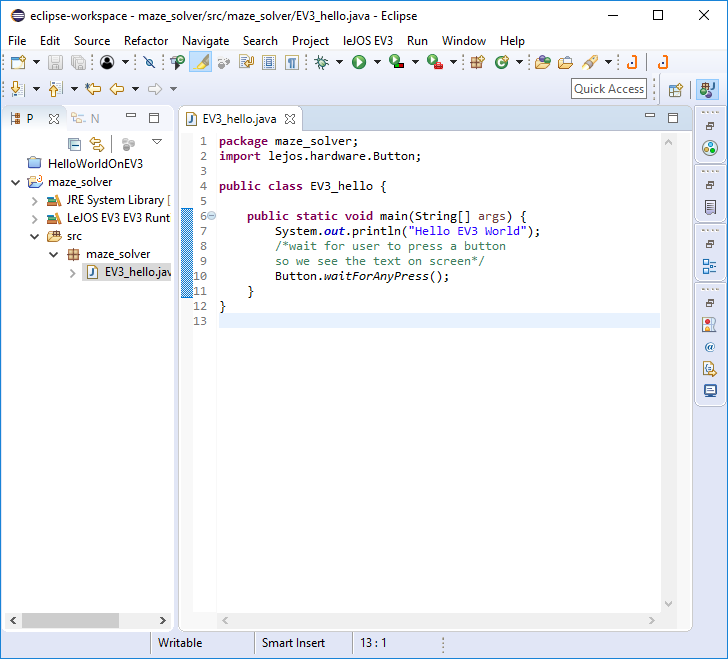 eclipse-workspace - maze_solver/src/maze_solver/EV3_hello.java - Eclipse
File Edit Source Refactor Navigate Search Project leJOS EV3 Run Window Help
Quick Access
P N
HelloWorldOnEV3
maze_solver
JRE System Library [
LeJOS EV3 EV3 Runt
src
maze_solver
EV3_hello.jav
EV3_hello.java
1 package maze_solver;
2 import lejos.hardware.Button;
3
4 public class EV3_hello {
5
6 public static void main(String[] args) {
7 System.out.println("Hello EV3 World");
8 /*wait for user to press a button
9 so we see the text on screen*/
10 Button.waitForAnyPress();
11 }
12 }
13
Writable Smart Insert 13 : 1